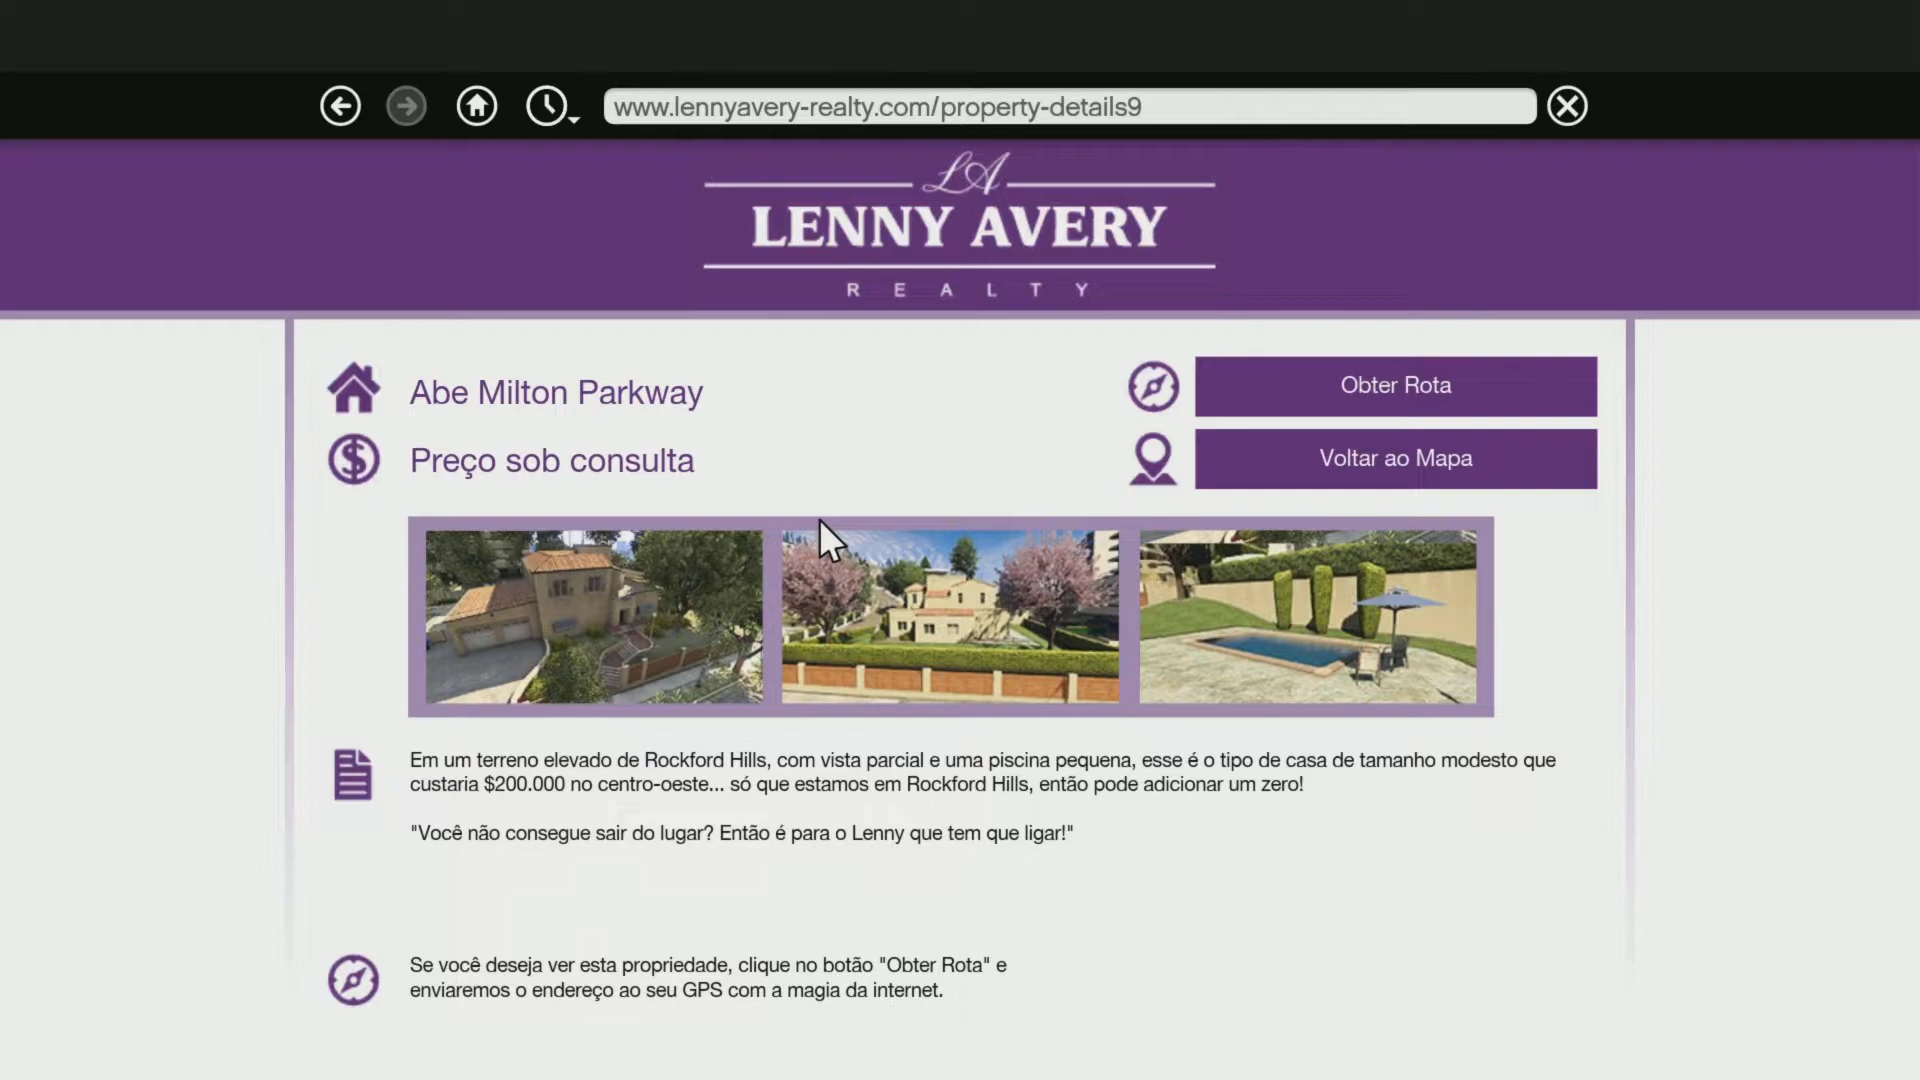 www.lennyavery-realty.com/property-details9
LA
LENNY AVERY
REALTY
Abe Milton Parkway
Obter Rota
Preço sob consulta
Voltar ao Mapa
Em um terreno elevado de Rockford Hills, com vista parcial e uma piscina pequena, esse é o tipo de casa de tamanho modesto que
custaria $200.000 no centro-oeste... só que estamos em Rockford Hills, então pode adicionar um zero!
"Você não consegue sair do lugar? Então é para o Lenny que tem que ligar!"
Se você deseja ver esta propriedade, clique no botão "Obter Rota" e
enviaremos o endereço ao seu GPS com a magia da internet.